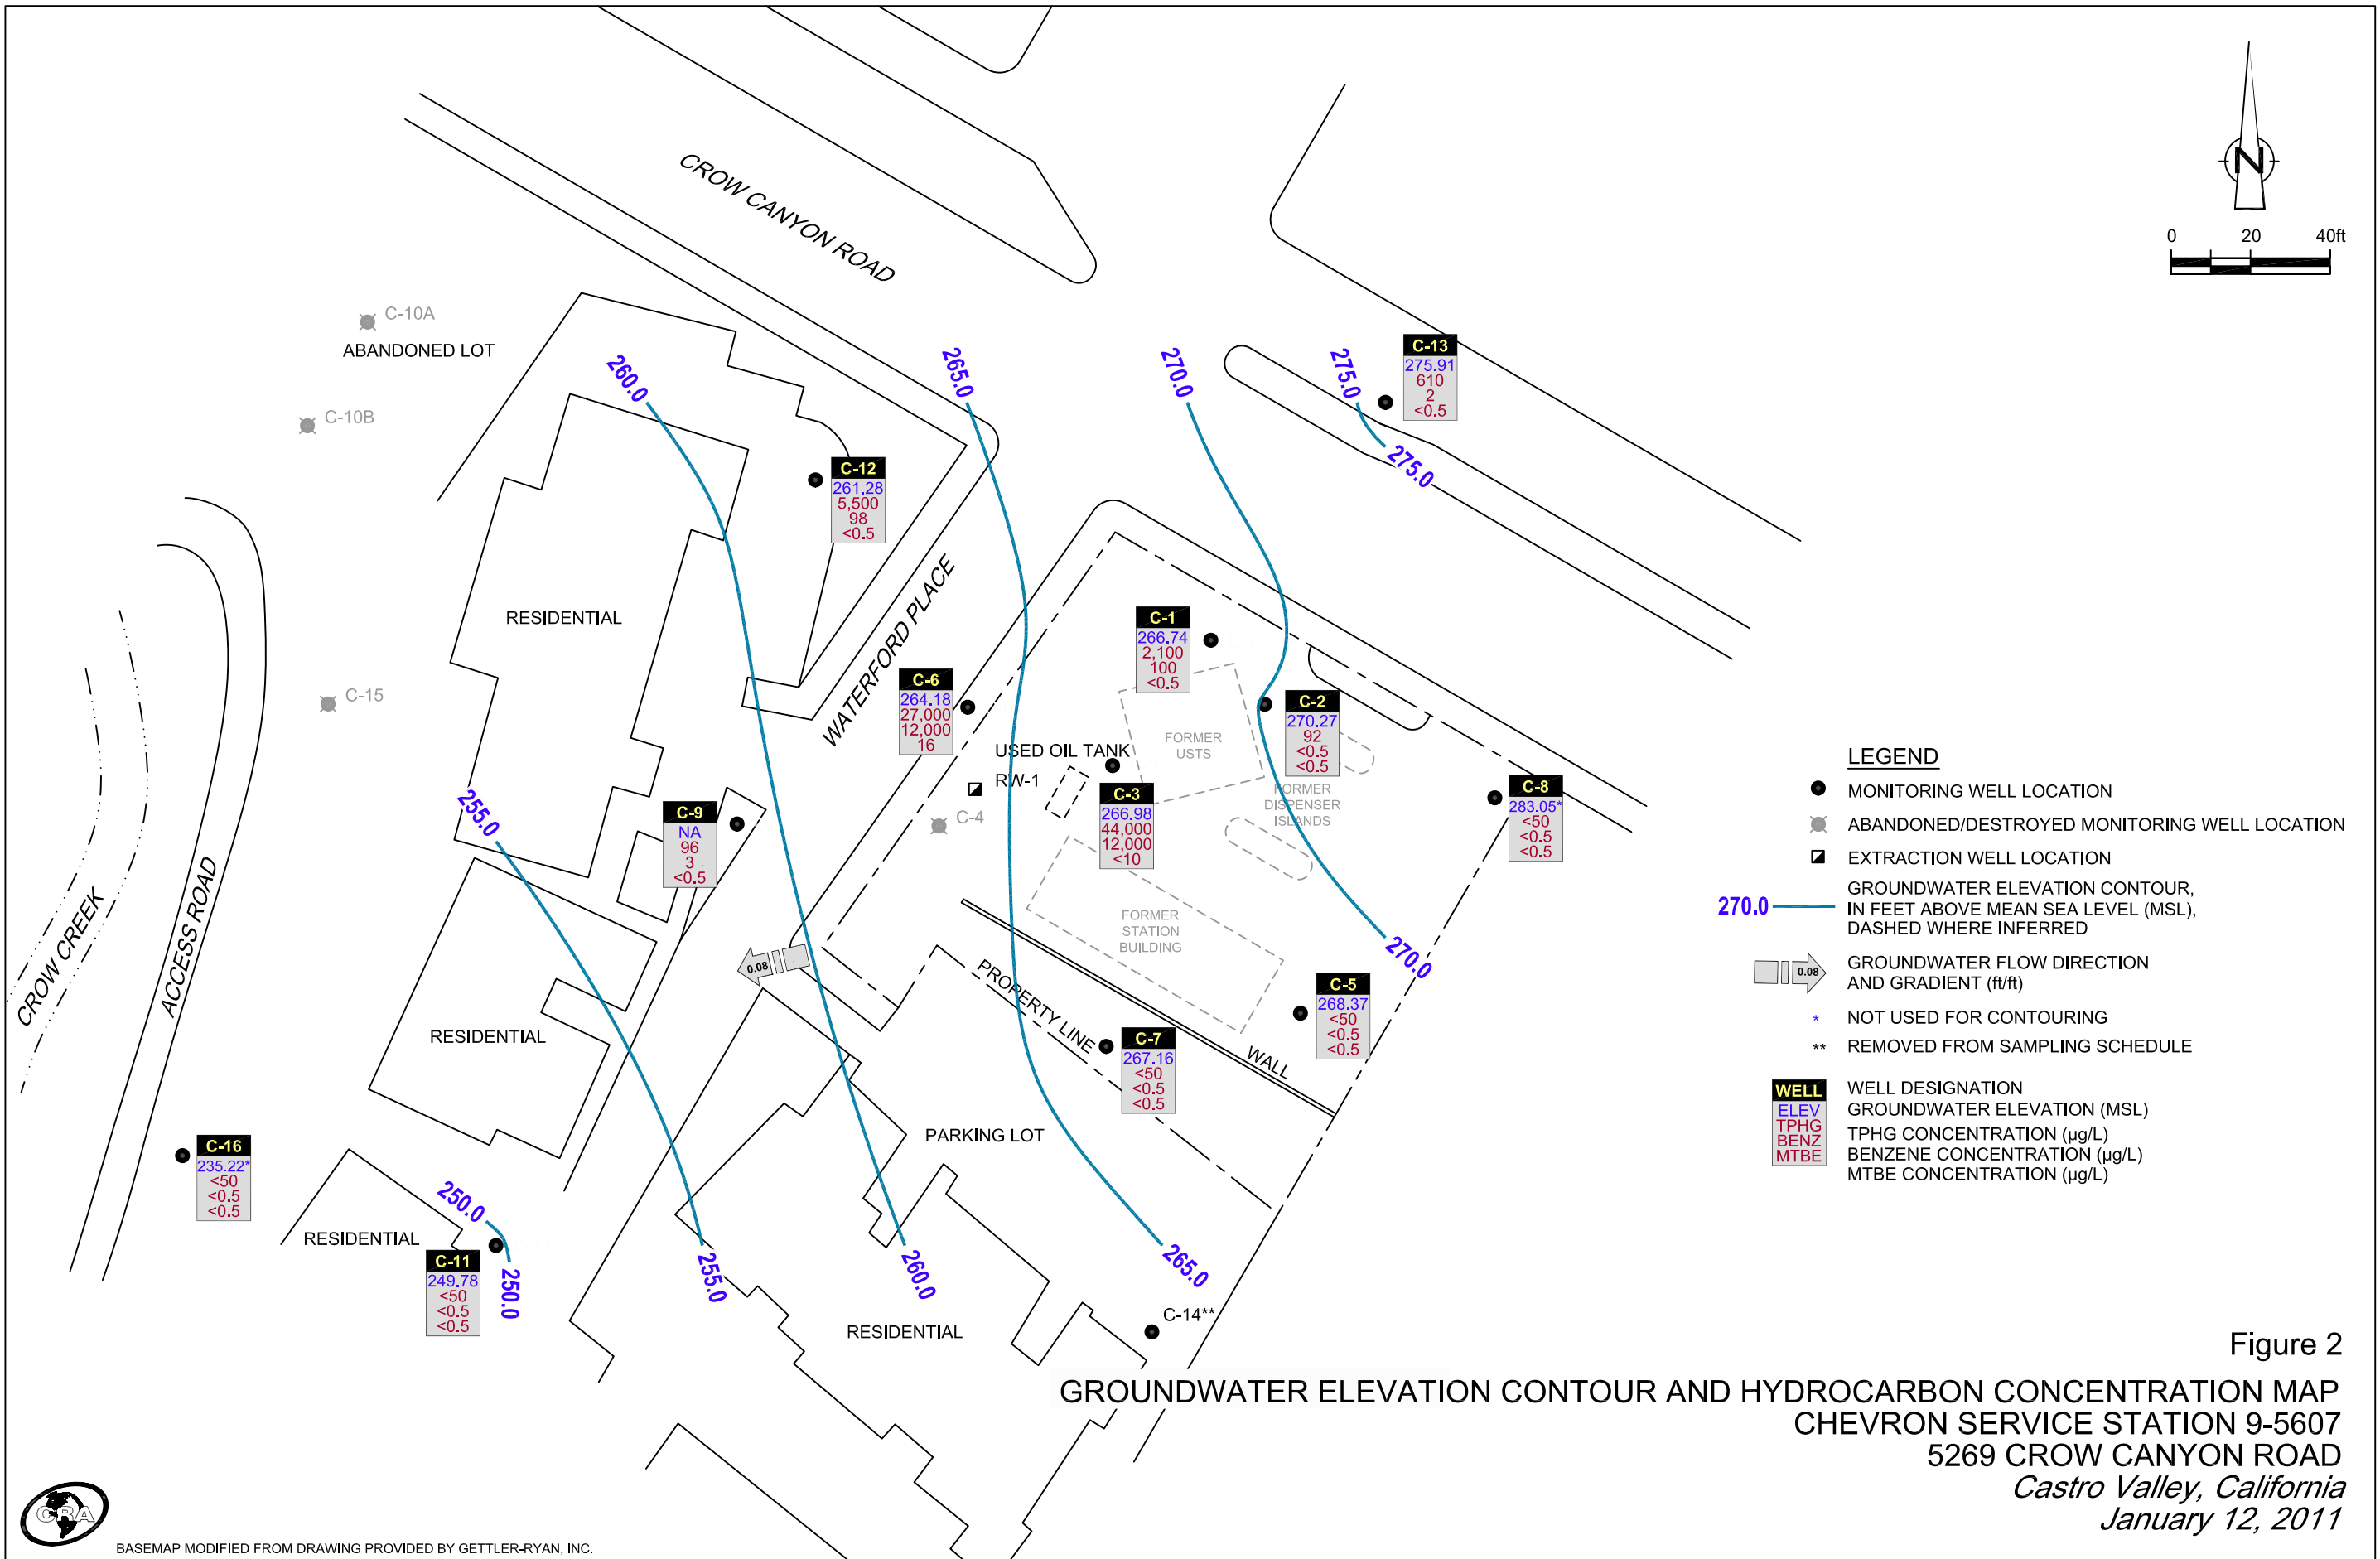 CROW CANYON ROAD
N
0 20 40ft
C-10A
ABANDONED LOT
C-10B
260.0
265.0
270.0
275.0
C-13
275.91
610
2
<0.5
275.0
C-12
261.28
5,500
98
<0.5
WATERFORD PLACE
RESIDENTIAL
C-1
266.74
2,100
100
<0.5
C-15
C-6
264.18
27,000
12,000
16
USED OIL TANK
RW-1
C-4
FORMER
USTS
C-2
270.27
92
<0.5
<0.5
FORMER
DISPENSER
ISLANDS
C-3
266.98
44,000
12,000
<10
C-8
283.05*
<50
<0.5
<0.5
255.0
C-9
NA
96
3
<0.5
CROW CREEK
ACCESS ROAD
0.08
FORMER
STATION
BUILDING
PROPERTY LINE
WALL
270.0
C-5
268.37
<50
<0.5
<0.5
RESIDENTIAL
C-7
267.16
<50
<0.5
<0.5
PARKING LOT
C-16
235.22*
<50
<0.5
<0.5
250.0
RESIDENTIAL
C-11
249.78
<50
<0.5
<0.5
250.0
255.0
260.0
265.0
C-14**
RESIDENTIAL
LEGEND
MONITORING WELL LOCATION
ABANDONED/DESTROYED MONITORING WELL LOCATION
EXTRACTION WELL LOCATION
270.0
GROUNDWATER ELEVATION CONTOUR,
IN FEET ABOVE MEAN SEA LEVEL (MSL),
DASHED WHERE INFERRED
0.08
GROUNDWATER FLOW DIRECTION
AND GRADIENT (ft/ft)
* NOT USED FOR CONTOURING
** REMOVED FROM SAMPLING SCHEDULE
WELL WELL DESIGNATION
ELEV GROUNDWATER ELEVATION (MSL)
TPHG TPHG CONCENTRATION (µg/L)
BENZ BENZENE CONCENTRATION (µg/L)
MTBE MTBE CONCENTRATION (µg/L)
Figure 2
GROUNDWATER ELEVATION CONTOUR AND HYDROCARBON CONCENTRATION MAP
CHEVRON SERVICE STATION 9-5607
5269 CROW CANYON ROAD
Castro Valley, California
January 12, 2011
CRA
BASEMAP MODIFIED FROM DRAWING PROVIDED BY GETTLER-RYAN, INC.